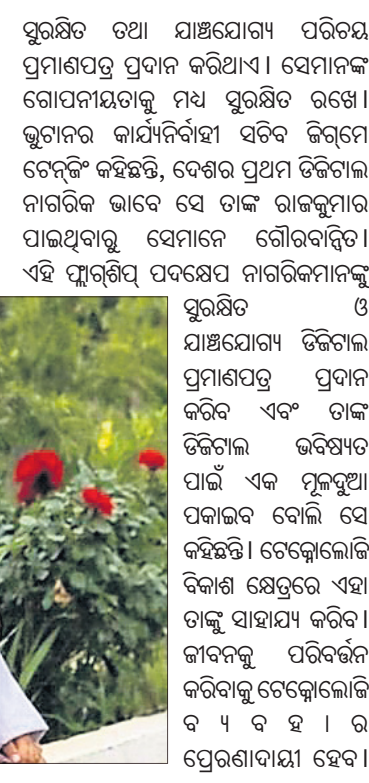 ସୁରକ୍ଷିତ ତଥା ଯାଞ୍ଚଯୋଗ୍ୟ ପରିଚୟ
ପ୍ରମାଣପତ୍ର ପ୍ରଦାନ କରିଥାଏ। ସେମାନଙ୍କ
ଗୋପନୀୟତାକୁ ମଧ୍ୟ ସୁରକ୍ଷିତ ରଖେ।
ଭୁଟାନର କାର୍ଯ୍ୟନିର୍ବାହୀ ସଚିବ ଜିଗ୍‌ମେ
ଟେନ୍‌ଜିଂ କହିଛନ୍ତି, ଦେଶର ପ୍ରଥମ ଡିଜିଟାଲ
ନାଗରିକ ଭାବେ ସେ ତାଙ୍କ ରାଜକୁମାର
ପାଇଥିବାରୁ ସେମାନେ ଗୌରବାନ୍ୱିତ।
ଏହି ଫ୍ଲାଗ୍‌ଶିପ୍ ପଦକ୍ଷେପ ନାଗରିକମାନଙ୍କୁ
ସୁରକ୍ଷିତ ଓ
ଯାଞ୍ଚଯୋଗ୍ୟ ଡିଜିଟାଲ
ପ୍ରମାଣପତ୍ର ପ୍ରଦାନ
କରିବ ଏବଂ ତାଙ୍କ
ଡିଜିଟାଲ ଭବିଷ୍ୟତ
ପାଇଁ ଏକ ମୂଳଦୁଆ
ପକାଇବ ବୋଲି ସେ
କହିଛନ୍ତି। ଟେକ୍ନୋଲୋଜି
ବିକାଶ କ୍ଷେତ୍ରରେ ଏହା
ତାଙ୍କୁ ସାହାଯ୍ୟ କରିବ।
ଜୀବନକୁ ପରିବର୍ତ୍ତନ
କରିବାକୁ ଟେକ୍ନୋଲୋଜି
ବ୍ୟବହାର
ପ୍ରେରଣାଦାୟୀ ହେବ।